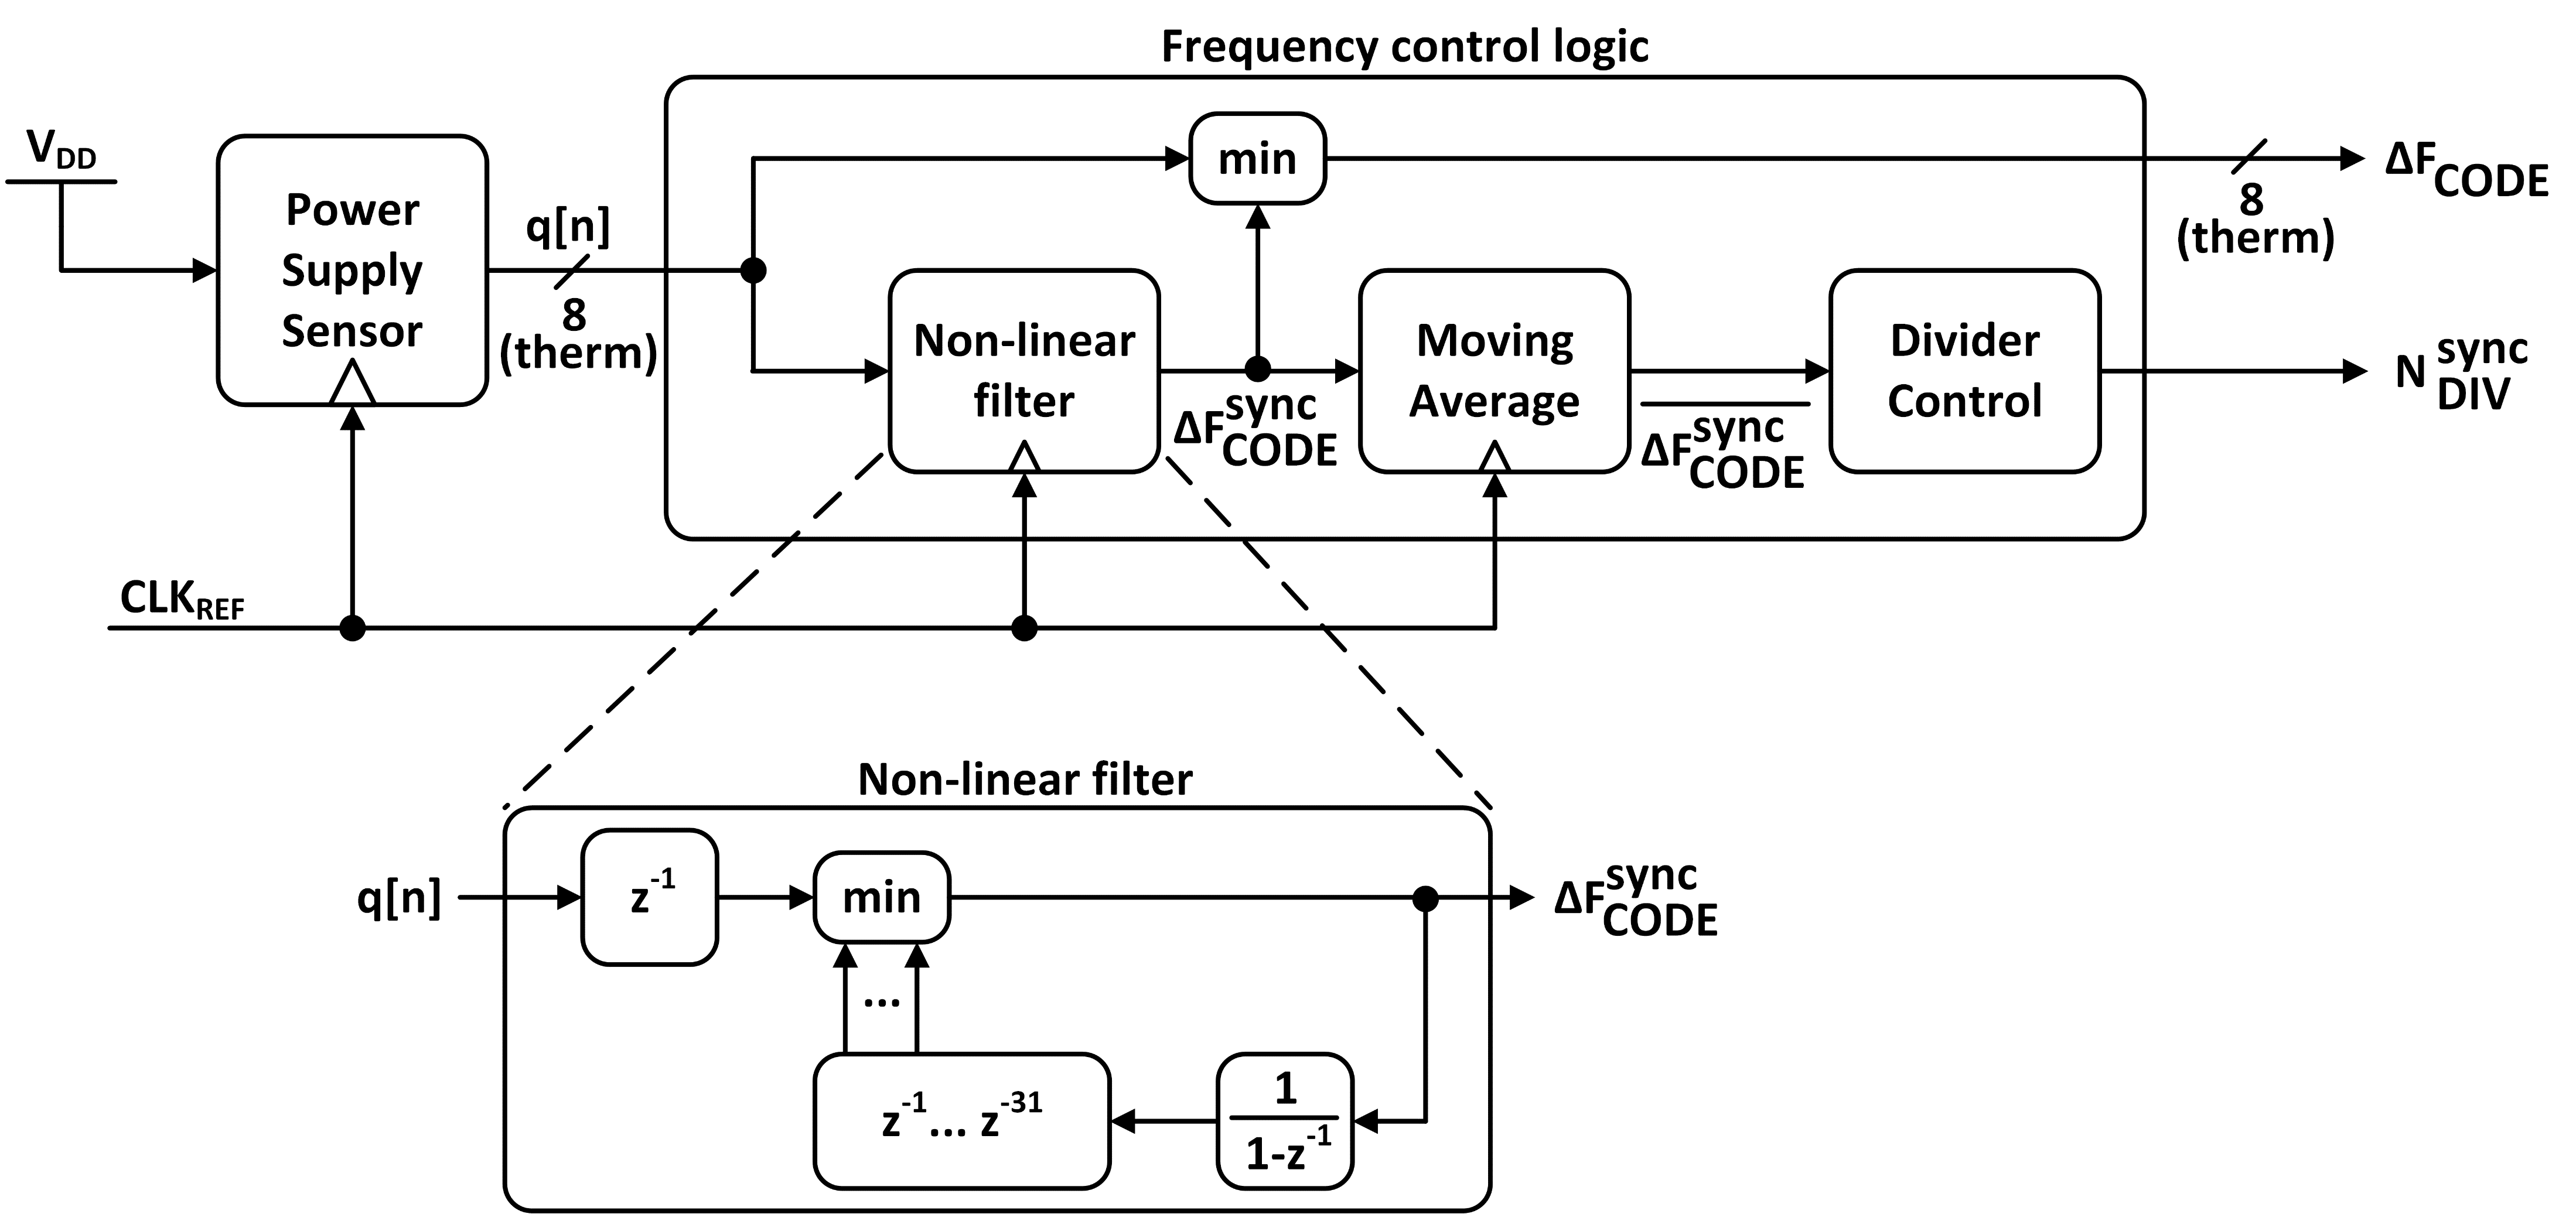 Frequency control logic
V_DD
Power
Supply
Sensor
q[n]
8
(therm)
min
ΔF_CODE
8
(therm)
Non-linear
filter
ΔF^sync_CODE
Moving
Average
ΔF^sync_CODE
Divider
Control
N^sync_DIV
CLK_REF
Non-linear filter
q[n]
z^-1
min
ΔF^sync_CODE
...
z^-1... z^-31
1
1-z^-1